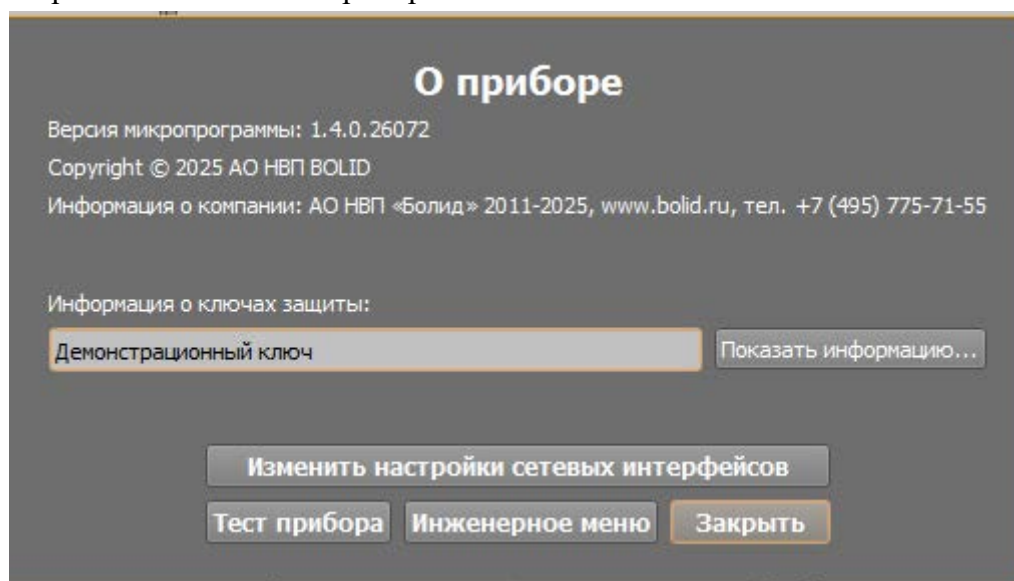 О приборе
Версия микропрограммы: 1.4.0.26072
Copyright © 2025 АО НВП BOLID
Информация о компании: АО НВП «Болид» 2011-2025, www.bolid.ru, тел. +7 (495) 775-71-55
Информация о ключах защиты:
Демонстрационный ключ Показать информацию...
Изменить настройки сетевых интерфейсов
Тест прибора Инженерное меню Закрыть